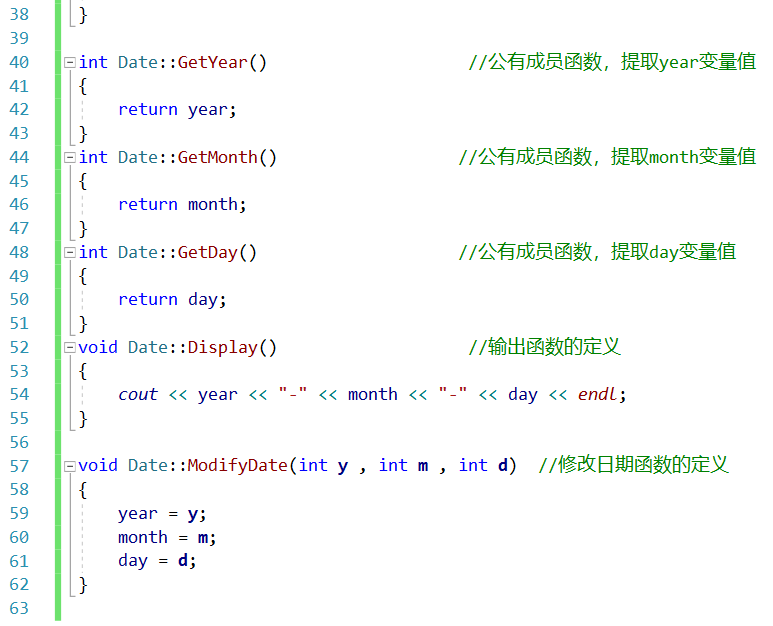 38 }
39
40 int Date::GetYear() //公有成员函数，提取year变量值
41 {
42 return year;
43 }
44 int Date::GetMonth() //公有成员函数，提取month变量值
45 {
46 return month;
47 }
48 int Date::GetDay() //公有成员函数，提取day变量值
49 {
50 return day;
51 }
52 void Date::Display() //输出函数的定义
53 {
54 cout << year << "-" << month << "-" << day << endl;
55 }
56
57 void Date::ModifyDate(int y , int m , int d) //修改日期函数的定义
58 {
59 year = y;
60 month = m;
61 day = d;
62 }
63